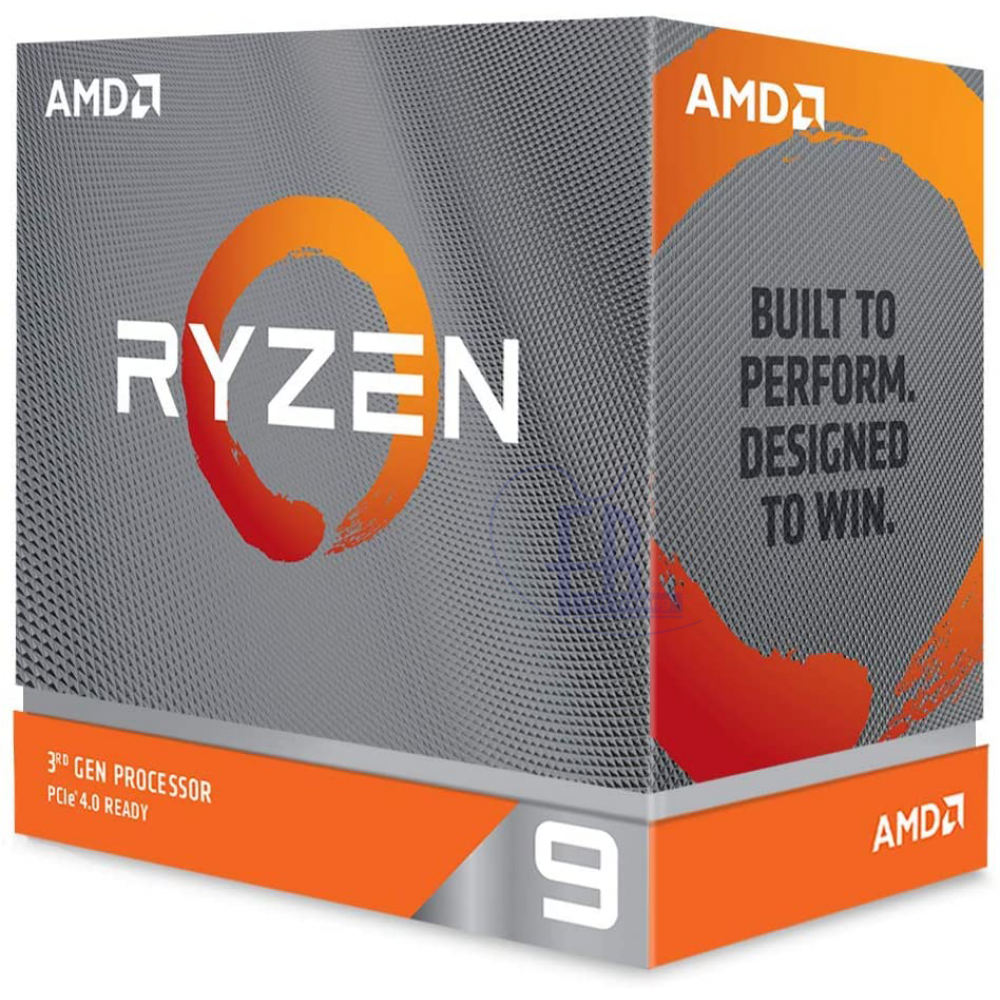 AMD
RYZEN
3RD GEN PROCESSOR
PCIe® 4.0 READY
9
AMD
BUILT TO
PERFORM.
DESIGNED
TO WIN.
AMD